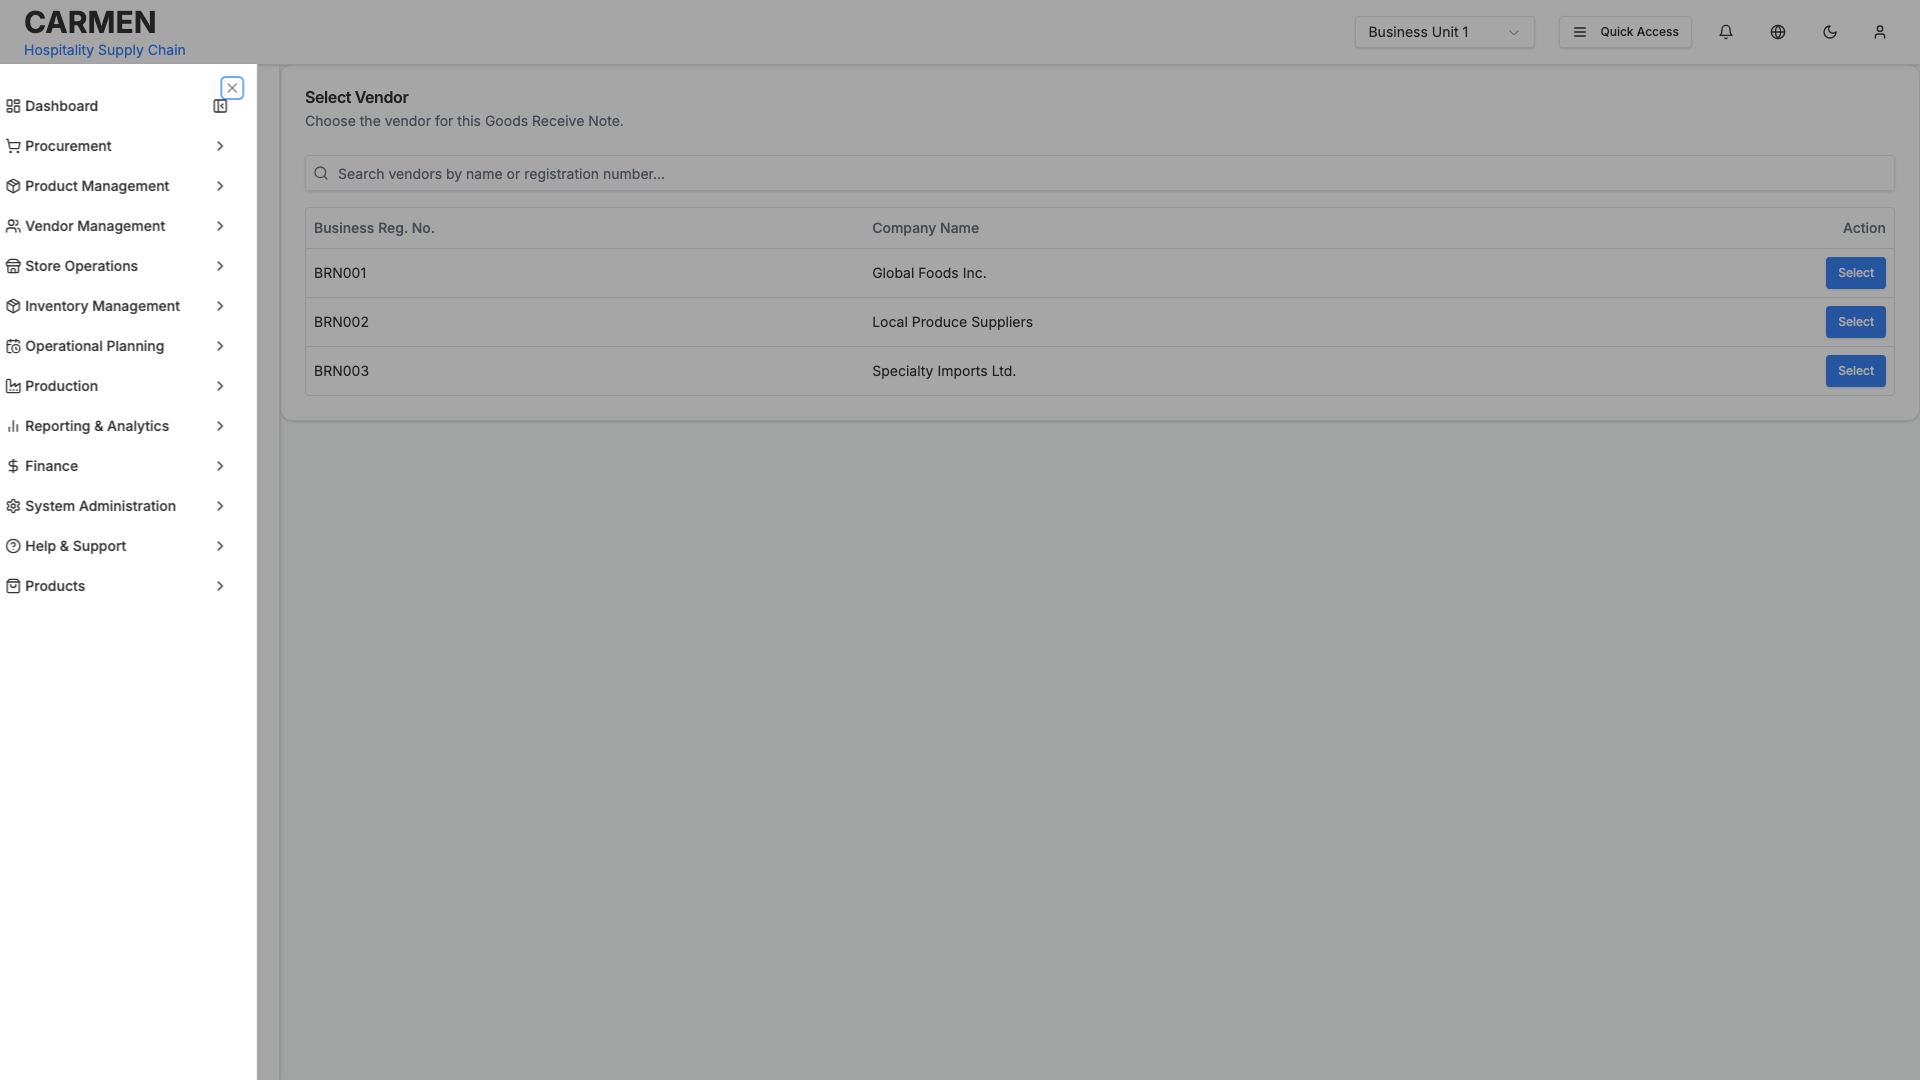 CARMEN
Hospitality Supply Chain
Business Unit 1
Quick Access
Dashboard
Procurement
Product Management
Vendor Management
Store Operations
Inventory Management
Operational Planning
Production
Reporting & Analytics
Finance
System Administration
Help & Support
Products
Select Vendor
Choose the vendor for this Goods Receive Note.
Search vendors by name or registration number...
Business Reg. No. Company Name Action
BRN001 Global Foods Inc. Select
BRN002 Local Produce Suppliers Select
BRN003 Specialty Imports Ltd. Select